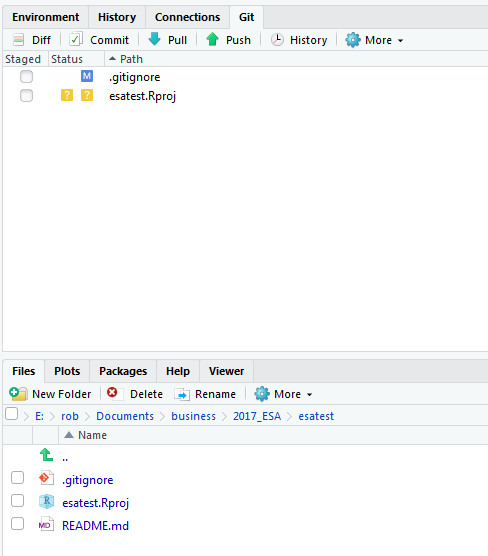 Environment History Connections Git
Diff Commit Pull Push History More
Staged Status Path
M .gitignore
? ? esatest.Rproj
Files Plots Packages Help Viewer
New Folder Delete Rename More
E: rob Documents business 2017_ESA esatest
Name
..
.gitignore
R esatest.Rproj
MD README.md